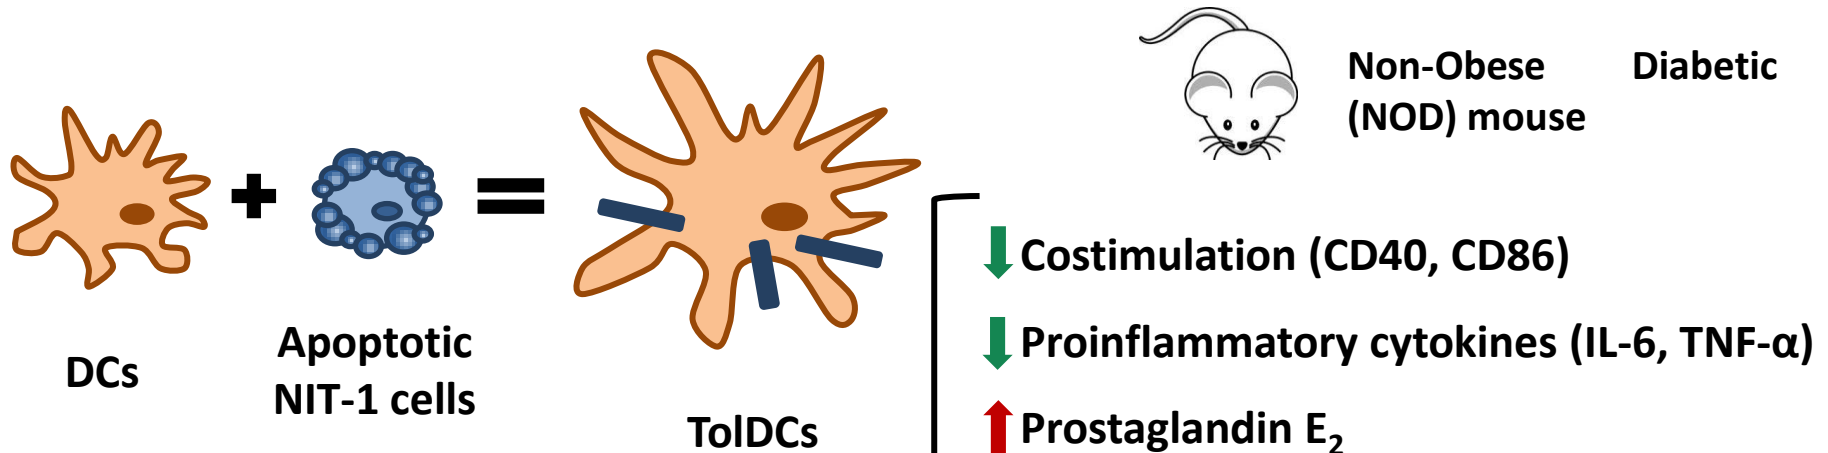 Non-Obese Diabetic
(NOD) mouse
DCs
Apoptotic
NIT-1 cells
TolDCs
Costimulation (CD40, CD86)
Proinflammatory cytokines (IL-6, TNF-α)
Prostaglandin E₂